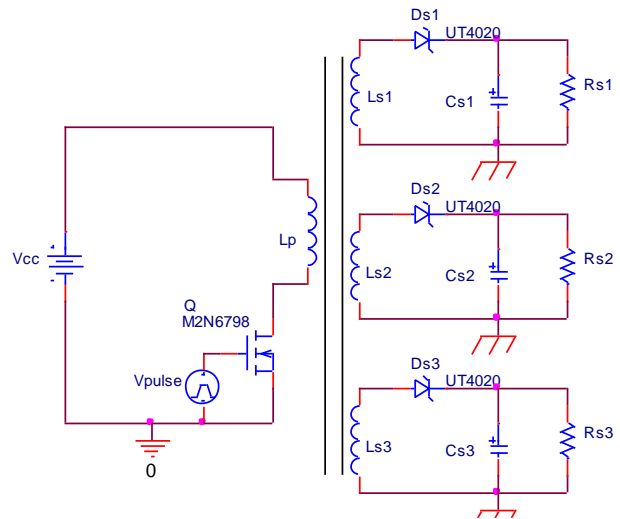 Ds1
UT4020
Ls1
Cs1
Rs1
Ds2
UT4020
Lp
Vcc
Ls2
Cs2
Rs2
Q
M2N6798
Vpulse
Ds3
UT4020
Ls3
Cs3
Rs3
0